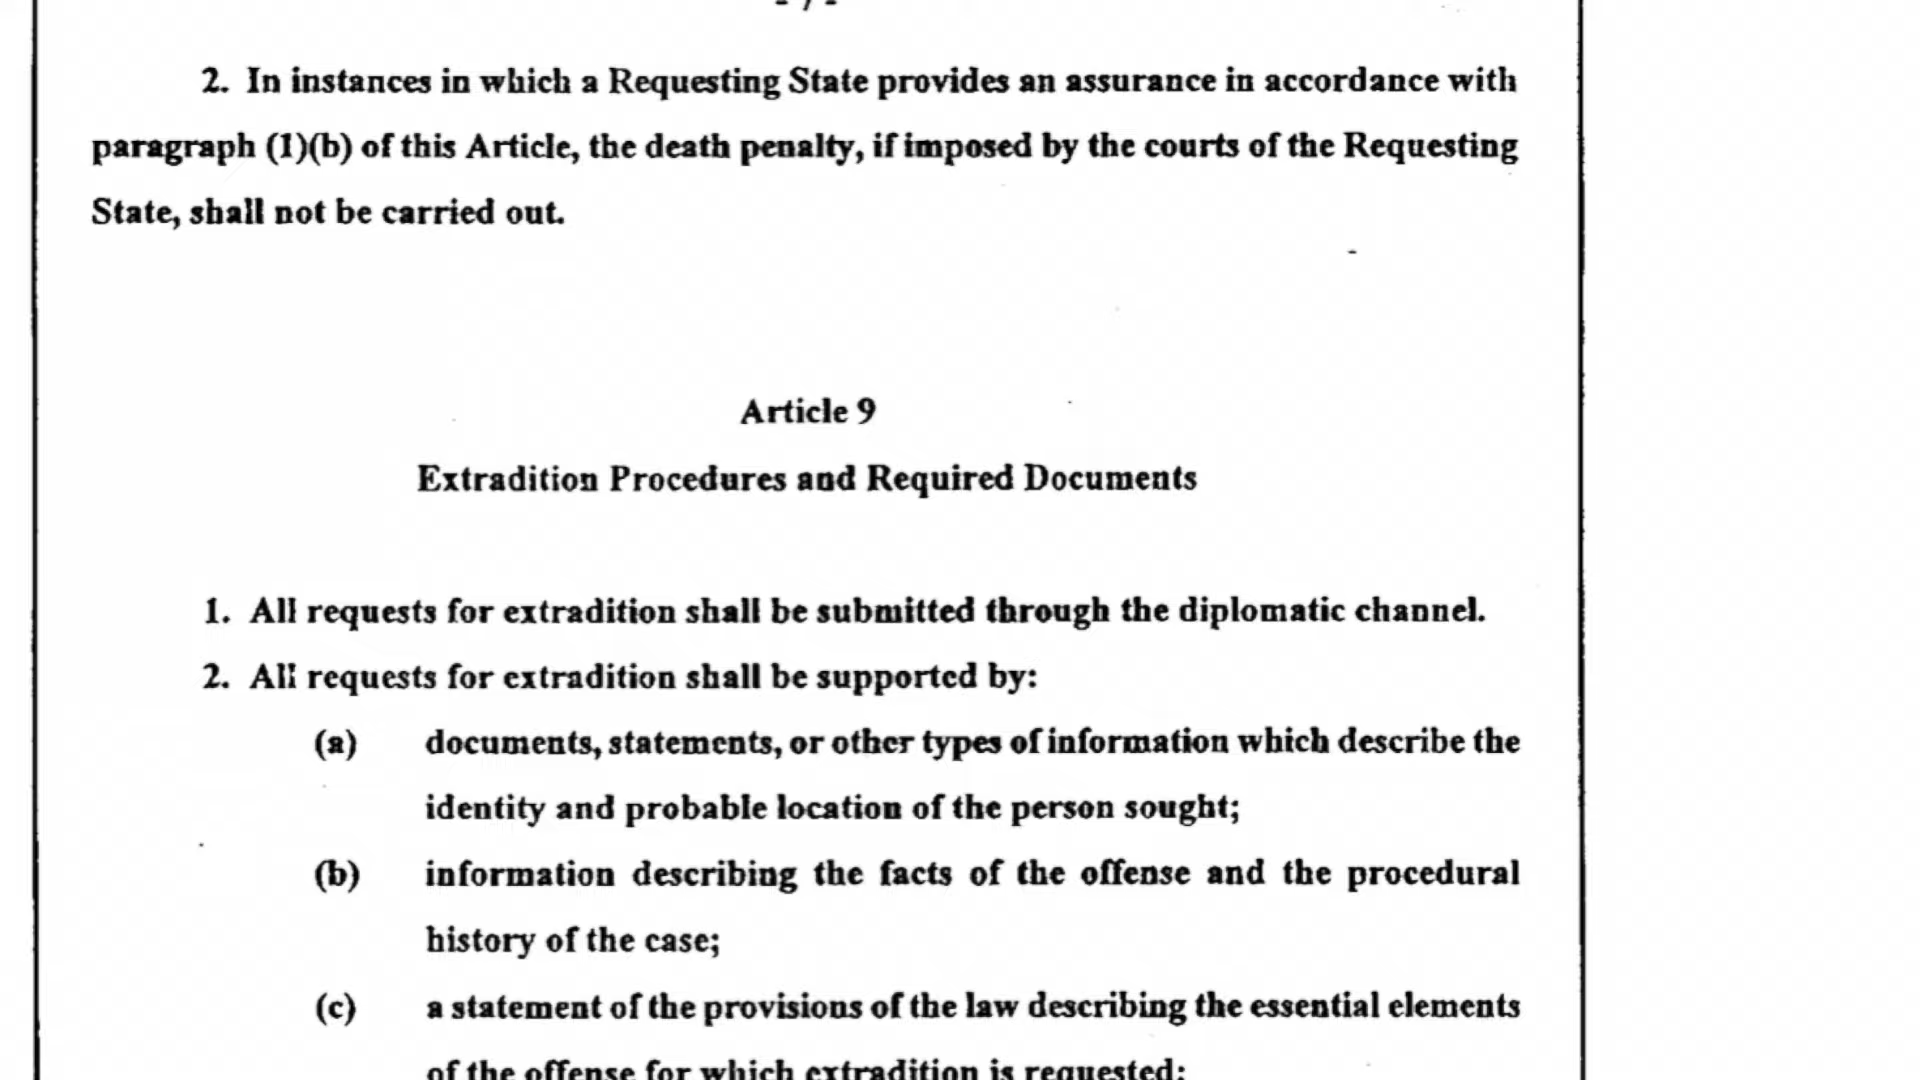 2. In instances in which a Requesting State provides an assurance in accordance with
paragraph (1)(b) of this Article, the death penalty, if imposed by the courts of the Requesting
State, shall not be carried out.
Article 9
Extradition Procedures and Required Documents
1. All requests for extradition shall be submitted through the diplomatic channel.
2. All requests for extradition shall be supported by:
(a) documents, statements, or other types of information which describe the
identity and probable location of the person sought;
(b) information describing the facts of the offense and the procedural
history of the case;
(c) a statement of the provisions of the law describing the essential elements
of the offense for which extradition is requested;